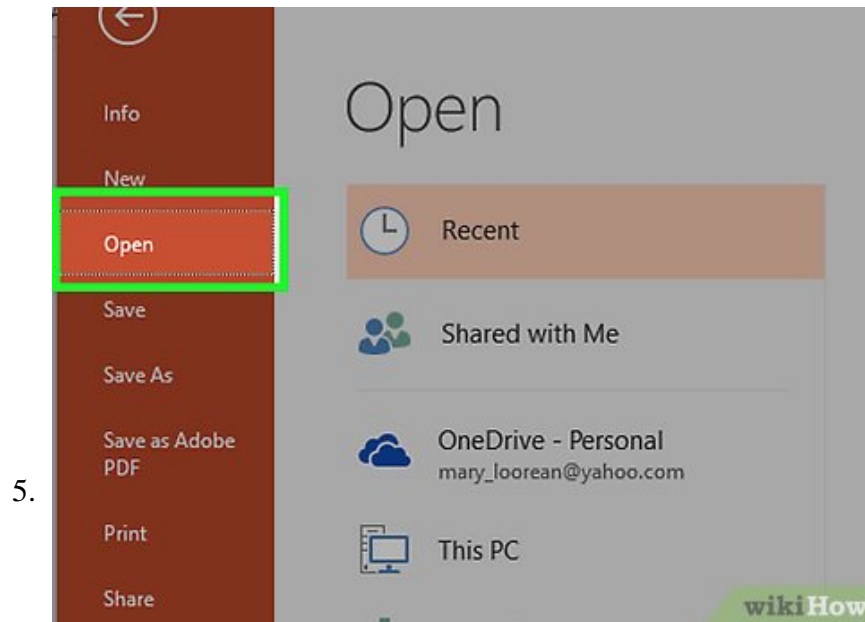 Info
New
Open
Save
Save As
Save as Adobe
PDF
5.
Print
Share
Open
Recent
Shared with Me
OneDrive - Personal
mary_loorean@yahoo.com
This PC
wikiHow